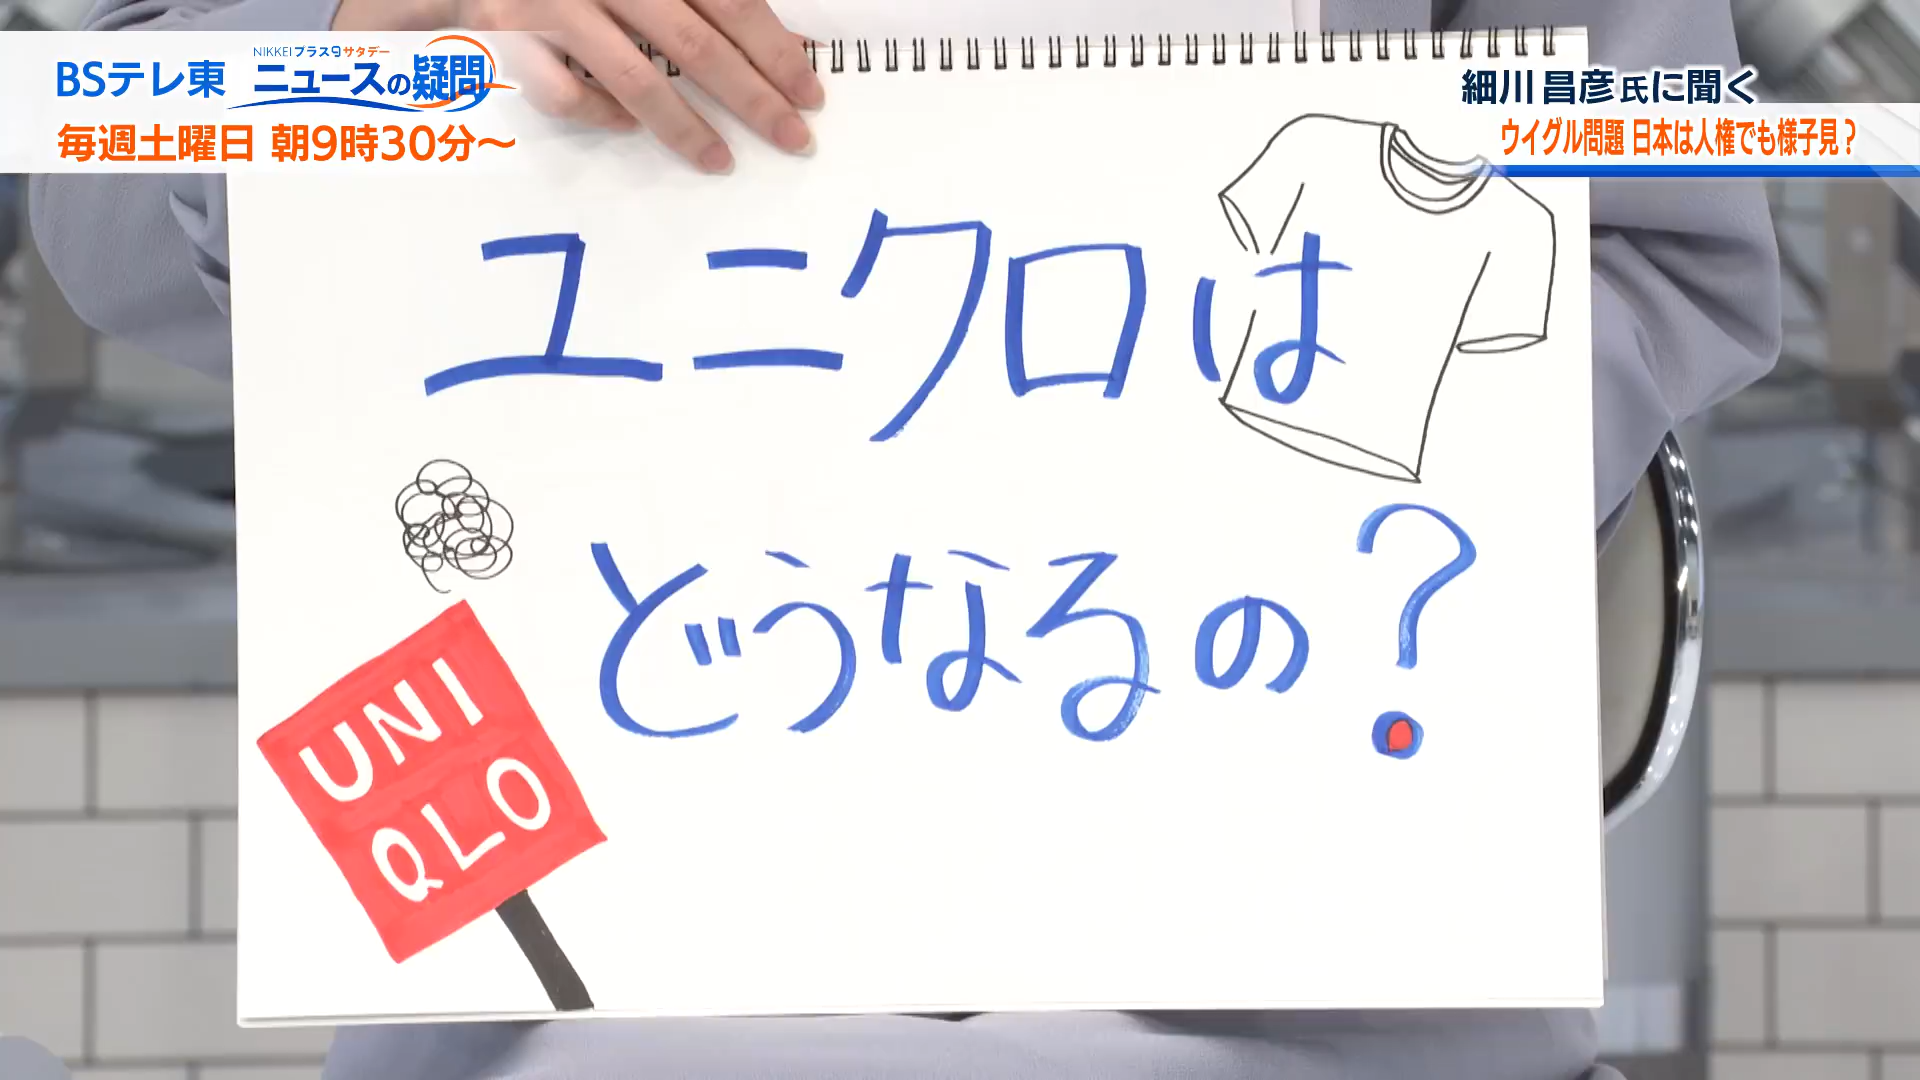 NIKKEIプラス9サタデー
BSテレ東 ニュースの疑問
毎週土曜日 朝9時30分～
細川昌彦氏に聞く
ウイグル問題 日本は人権でも様子見？
ユニクロは
どうなるの？
UNI
QLO